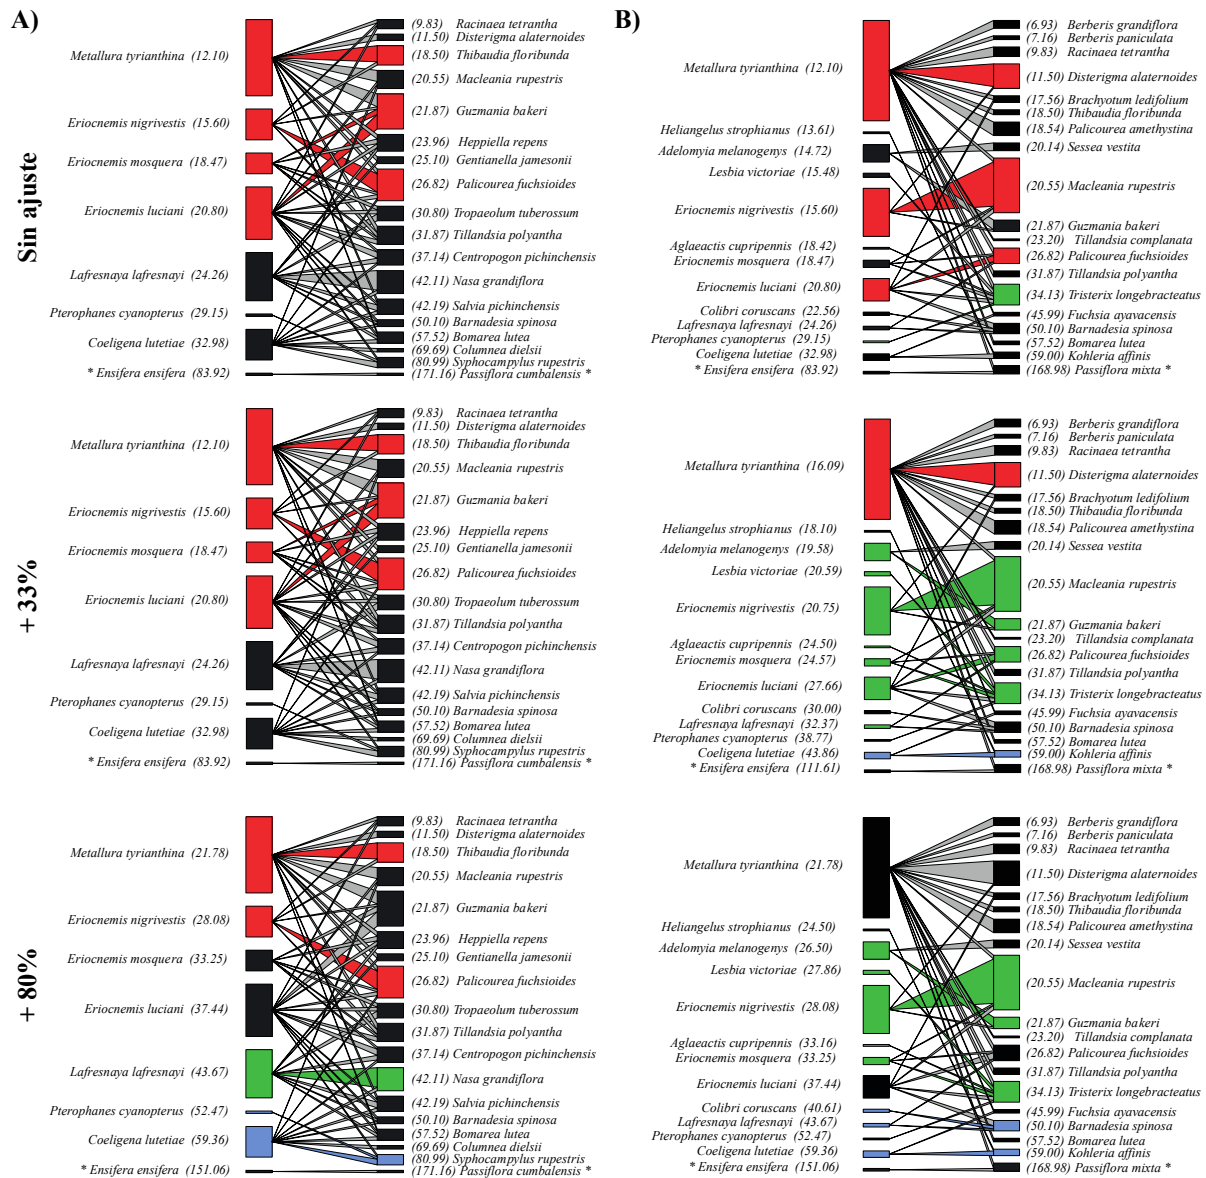 A)
Sin ajuste
Metallura tyrianthina (12.10)
Eriocnemis nigrivestis (15.60)
Eriocnemis mosquera (18.47)
Eriocnemis luciani (20.80)
Lafresnaya lafresnayi (24.26)
Pterophanes cyanopterus (29.15)
Coeligena lutetiae (32.98)
* Ensifera ensifera (83.92)
(9.83) Racinaea tetrantha
(11.50) Disterigma alaternoides
(18.50) Thibaudia floribunda
(20.55) Macleania rupestris
(21.87) Guzmania bakeri
(23.96) Heppiella repens
(25.10) Gentianella jamesonii
(26.82) Palicourea fuchsioides
(30.80) Tropaeolum tuberossum
(31.87) Tillandsia polyantha
(37.14) Centropogon pichinchensis
(42.11) Nasa grandiflora
(42.19) Salvia pichinchensis
(50.10) Barnadesia spinosa
(57.52) Bomarea lutea
(69.69) Columnea dielsii
(80.99) Syphocampylus rupestris
(171.16) Passiflora cumbalensis *
+ 33%
Metallura tyrianthina (12.10)
Eriocnemis nigrivestis (15.60)
Eriocnemis mosquera (18.47)
Eriocnemis luciani (20.80)
Lafresnaya lafresnayi (24.26)
Pterophanes cyanopterus (29.15)
Coeligena lutetiae (32.98)
* Ensifera ensifera (83.92)
(9.83) Racinaea tetrantha
(11.50) Disterigma alaternoides
(18.50) Thibaudia floribunda
(20.55) Macleania rupestris
(21.87) Guzmania bakeri
(23.96) Heppiella repens
(25.10) Gentianella jamesonii
(26.82) Palicourea fuchsioides
(30.80) Tropaeolum tuberossum
(31.87) Tillandsia polyantha
(37.14) Centropogon pichinchensis
(42.11) Nasa grandiflora
(42.19) Salvia pichinchensis
(50.10) Barnadesia spinosa
(57.52) Bomarea lutea
(69.69) Columnea dielsii
(80.99) Syphocampylus rupestris
(171.16) Passiflora cumbalensis *
+ 80%
Metallura tyrianthina (21.78)
Eriocnemis nigrivestis (28.08)
Eriocnemis mosquera (33.25)
Eriocnemis luciani (37.44)
Lafresnaya lafresnayi (43.67)
Pterophanes cyanopterus (52.47)
Coeligena lutetiae (59.36)
* Ensifera ensifera (151.06)
(9.83) Racinaea tetrantha
(11.50) Disterigma alaternoides
(18.50) Thibaudia floribunda
(20.55) Macleania rupestris
(21.87) Guzmania bakeri
(23.96) Heppiella repens
(25.10) Gentianella jamesonii
(26.82) Palicourea fuchsioides
(30.80) Tropaeolum tuberossum
(31.87) Tillandsia polyantha
(37.14) Centropogon pichinchensis
(42.11) Nasa grandiflora
(42.19) Salvia pichinchensis
(50.10) Barnadesia spinosa
(57.52) Bomarea lutea
(69.69) Columnea dielsii
(80.99) Syphocampylus rupestris
(171.16) Passiflora cumbalensis *
B)
Metallura tyrianthina (12.10)
Heliangelus strophianus (13.61)
Adelomyia melanogenys (14.72)
Lesbia victoriae (15.48)
Eriocnemis nigrivestis (15.60)
Aglaeactis cupripennis (18.42)
Eriocnemis mosquera (18.47)
Eriocnemis luciani (20.80)
Colibri coruscans (22.56)
Lafresnaya lafresnayi (24.26)
Pterophanes cyanopterus (29.15)
Coeligena lutetiae (32.98)
* Ensifera ensifera (83.92)
(6.93) Berberis grandiflora
(7.16) Berberis paniculata
(9.83) Racinaea tetrantha
(11.50) Disterigma alaternoides
(17.56) Brachyotum ledifolium
(18.50) Thibaudia floribunda
(18.54) Palicourea amethystina
(20.14) Sessea vestita
(20.55) Macleania rupestris
(21.87) Guzmania bakeri
(23.20) Tillandsia complanata
(26.82) Palicourea fuchsioides
(31.87) Tillandsia polyantha
(34.13) Tristerix longebracteatus
(45.99) Fuchsia ayavacensis
(50.10) Barnadesia spinosa
(57.52) Bomarea lutea
(59.00) Kohleria affinis
(168.98) Passiflora mixta *
Metallura tyrianthina (16.09)
Heliangelus strophianus (18.10)
Adelomyia melanogenys (19.58)
Lesbia victoriae (20.59)
Eriocnemis nigrivestis (20.75)
Aglaeactis cupripennis (24.50)
Eriocnemis mosquera (24.57)
Eriocnemis luciani (27.66)
Colibri coruscans (30.00)
Lafresnaya lafresnayi (32.37)
Pterophanes cyanopterus (38.77)
Coeligena lutetiae (43.86)
* Ensifera ensifera (111.61)
(6.93) Berberis grandiflora
(7.16) Berberis paniculata
(9.83) Racinaea tetrantha
(11.50) Disterigma alaternoides
(17.56) Brachyotum ledifolium
(18.50) Thibaudia floribunda
(18.54) Palicourea amethystina
(20.14) Sessea vestita
(20.55) Macleania rupestris
(21.87) Guzmania bakeri
(23.20) Tillandsia complanata
(26.82) Palicourea fuchsioides
(31.87) Tillandsia polyantha
(34.13) Tristerix longebracteatus
(45.99) Fuchsia ayavacensis
(50.10) Barnadesia spinosa
(57.52) Bomarea lutea
(59.00) Kohleria affinis
(168.98) Passiflora mixta *
Metallura tyrianthina (21.78)
Heliangelus strophianus (24.50)
Adelomyia melanogenys (26.50)
Lesbia victoriae (27.86)
Eriocnemis nigrivestis (28.08)
Aglaeactis cupripennis (33.16)
Eriocnemis mosquera (33.25)
Eriocnemis luciani (37.44)
Colibri coruscans (40.61)
Lafresnaya lafresnayi (43.67)
Pterophanes cyanopterus (52.47)
Coeligena lutetiae (59.36)
* Ensifera ensifera (151.06)
(6.93) Berberis grandiflora
(7.16) Berberis paniculata
(9.83) Racinaea tetrantha
(11.50) Disterigma alaternoides
(17.56) Brachyotum ledifolium
(18.50) Thibaudia floribunda
(18.54) Palicourea amethystina
(20.14) Sessea vestita
(20.55) Macleania rupestris
(21.87) Guzmania bakeri
(23.20) Tillandsia complanata
(26.82) Palicourea fuchsioides
(31.87) Tillandsia polyantha
(34.13) Tristerix longebracteatus
(45.99) Fuchsia ayavacensis
(50.10) Barnadesia spinosa
(57.52) Bomarea lutea
(59.00) Kohleria affinis
(168.98) Passiflora mixta *